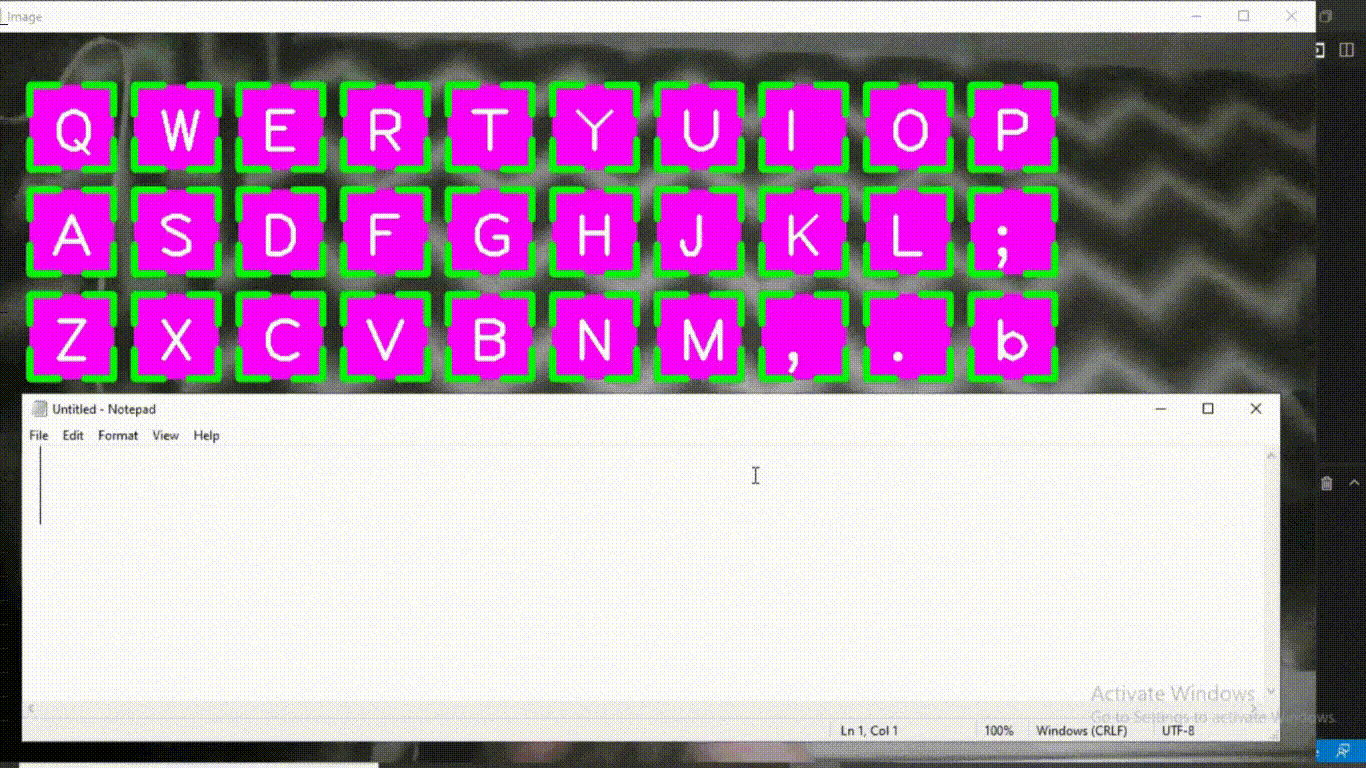 Image
Q W E R T Y U I O P
A S D F G H J K L ;
Z X C V B N M , . b
Untitled - Notepad
File Edit Format View Help
Activate Windows
Go to Settings to activate Windows.
Ln 1, Col 1 100% Windows (CRLF) UTF-8